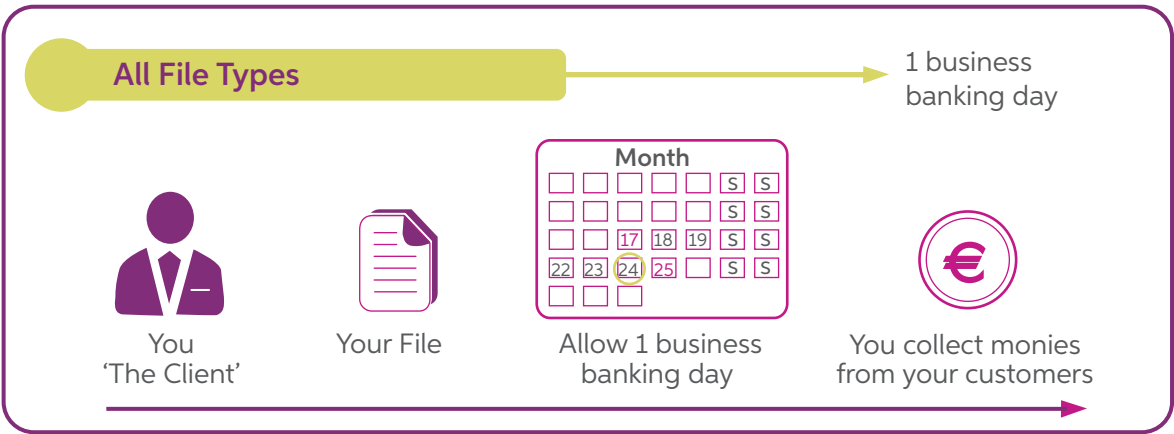 All File Types
1 business
banking day
Month
S S
S S
17 18 19 S S
22 23 24 25 S S
You
‘The Client’
Your File
Allow 1 business
banking day
€
You collect monies
from your customers